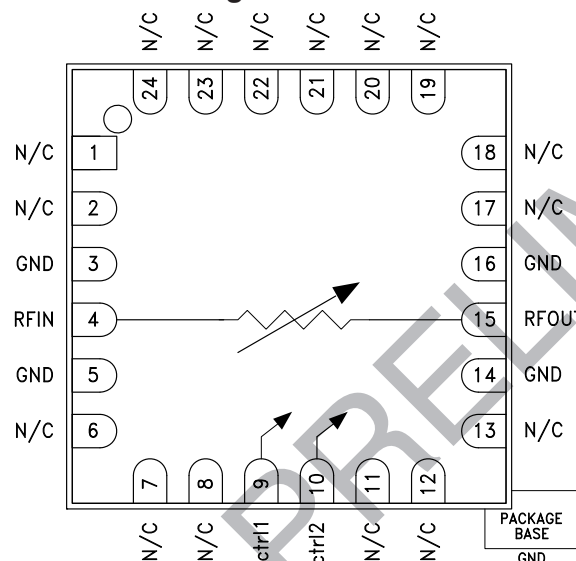 N/C N/C N/C N/C N/C N/C
24 23 22 21 20 19
N/C 1 18 N/C
N/C 2 17 N/C
GND 3 16 GND
RFIN 4 15 RFOUT
GND 5 14 GND
N/C 6 13 N/C
7 8 9 10 11 12
N/C N/C ctrl1 ctrl2 N/C N/C
PACKAGE
BASE
GND